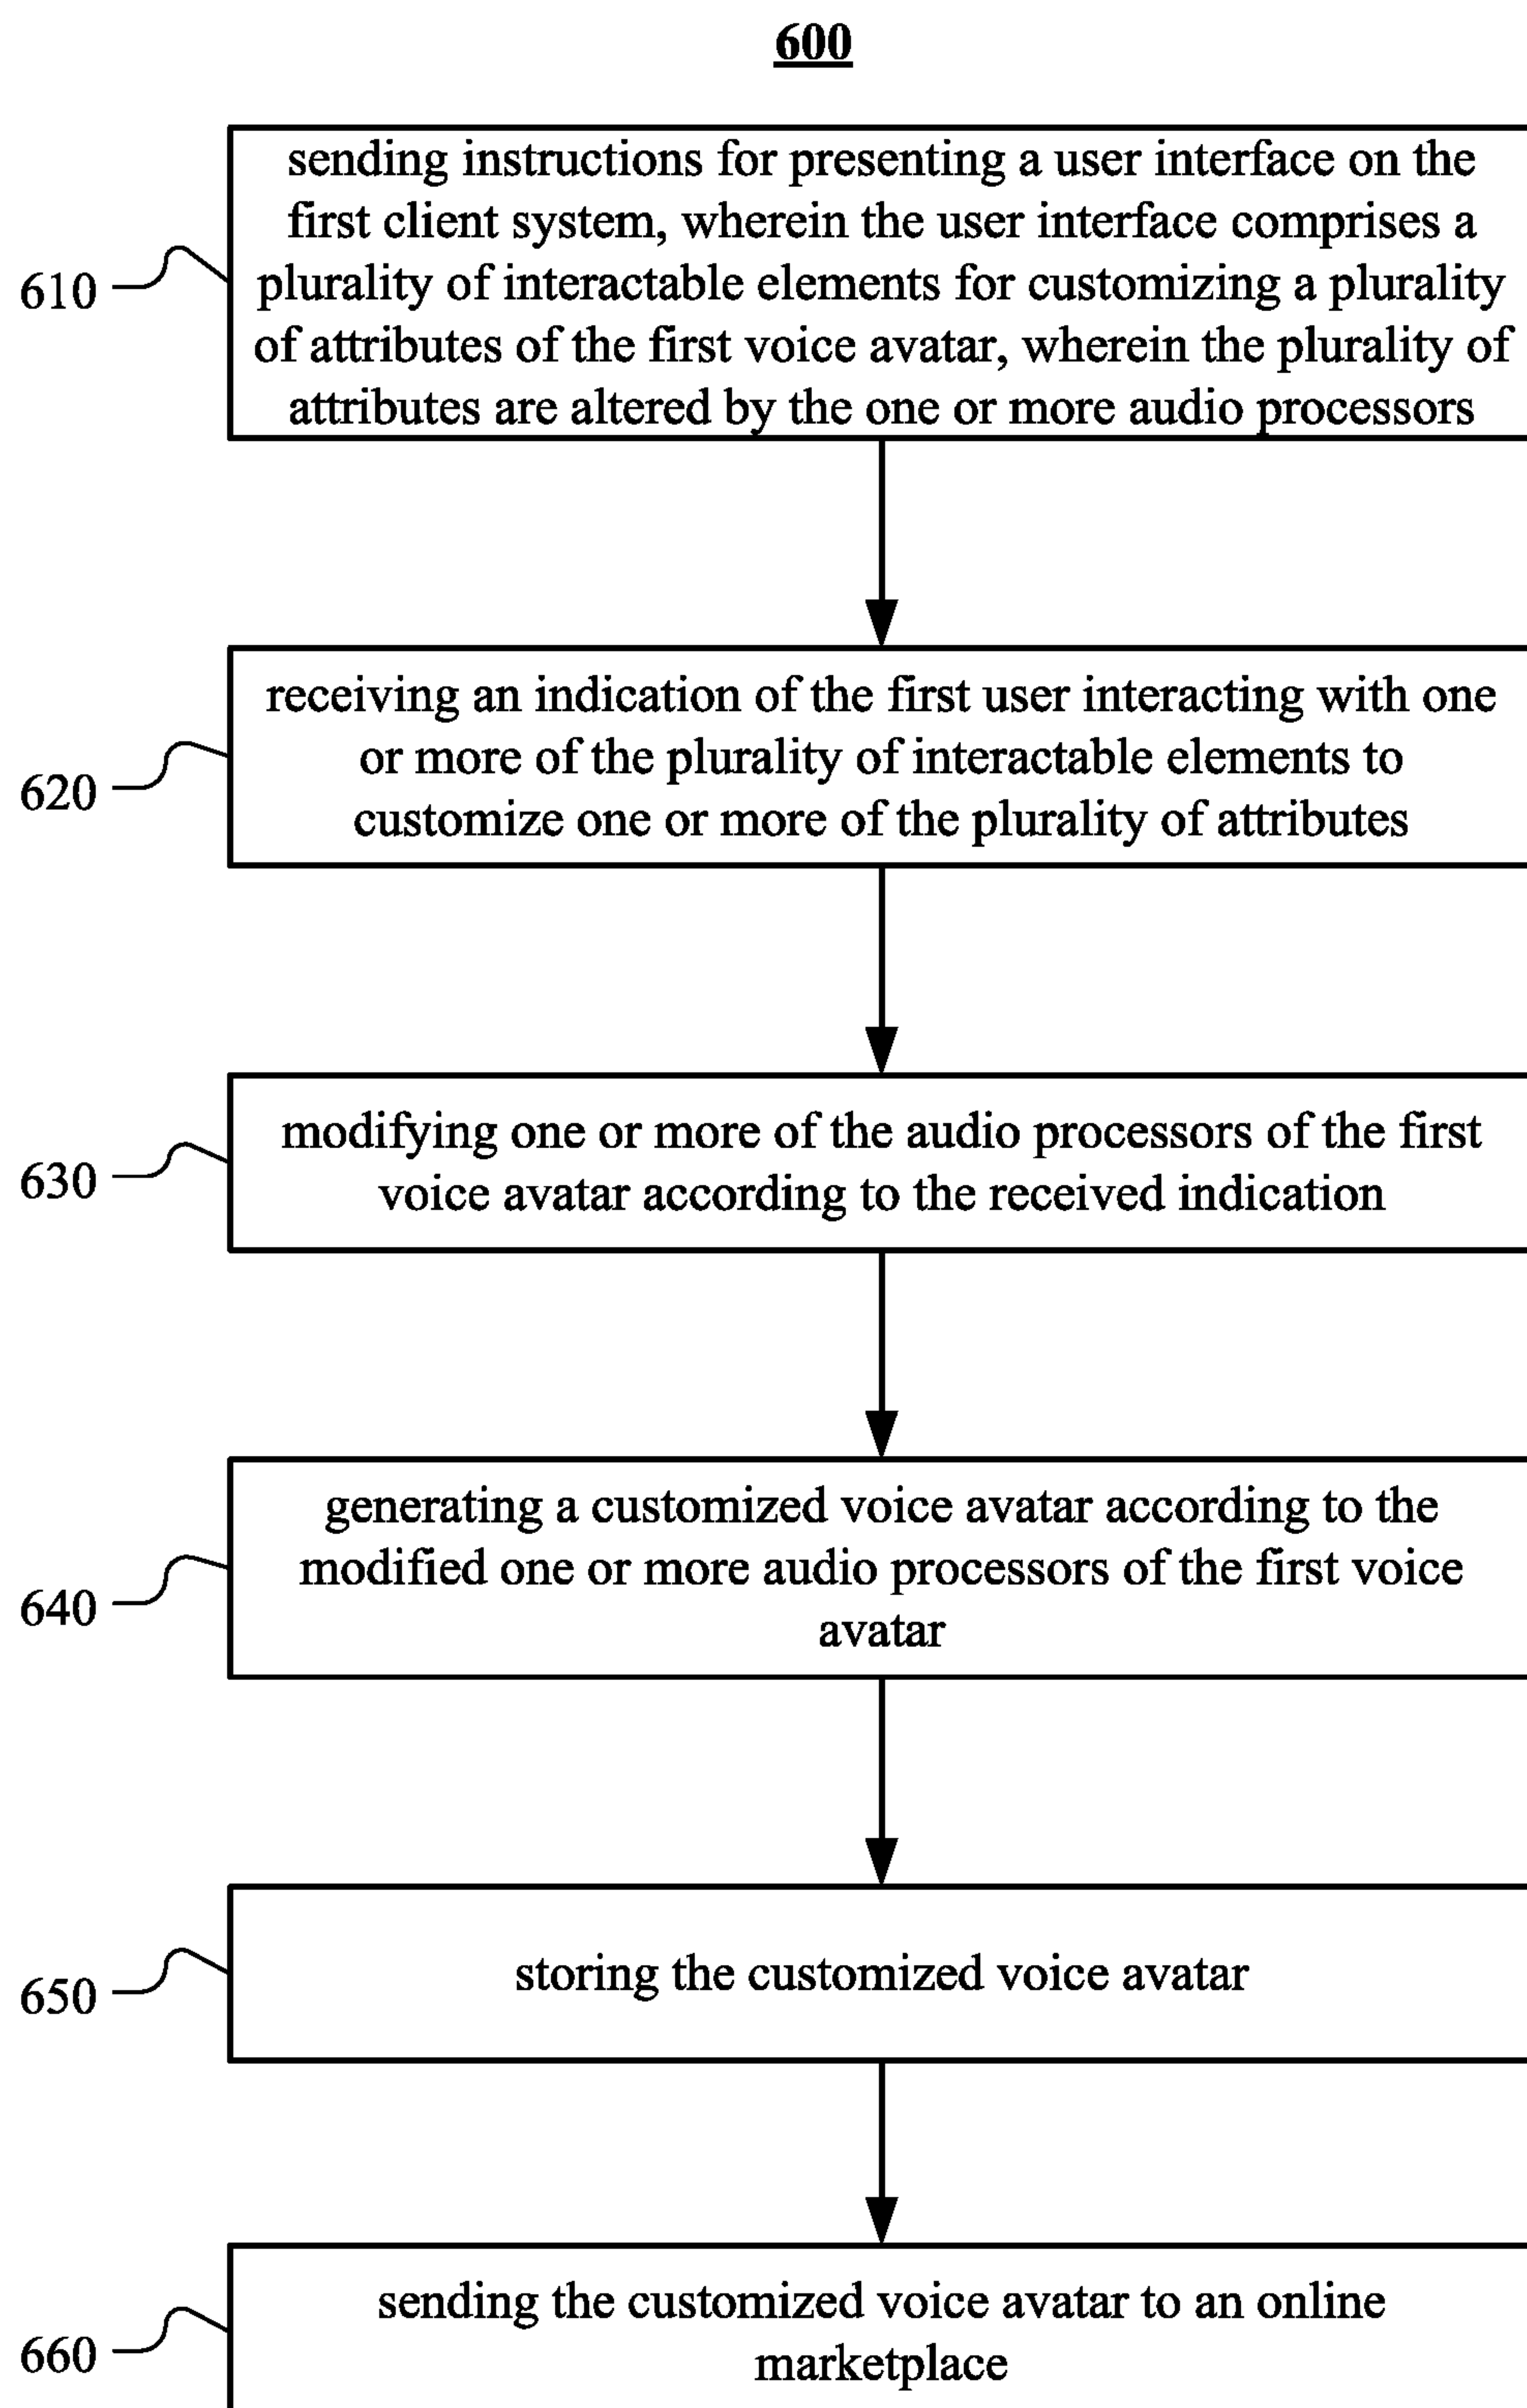 600
sending instructions for presenting a user interface on the
first client system, wherein the user interface comprises a
plurality of interactable elements for customizing a plurality
of attributes of the first voice avatar, wherein the plurality of
attributes are altered by the one or more audio processors
610
receiving an indication of the first user interacting with one
or more of the plurality of interactable elements to
customize one or more of the plurality of attributes
620
modifying one or more of the audio processors of the first
voice avatar according to the received indication
630
generating a customized voice avatar according to the
modified one or more audio processors of the first voice
avatar
640
storing the customized voice avatar
650
sending the customized voice avatar to an online
marketplace
660